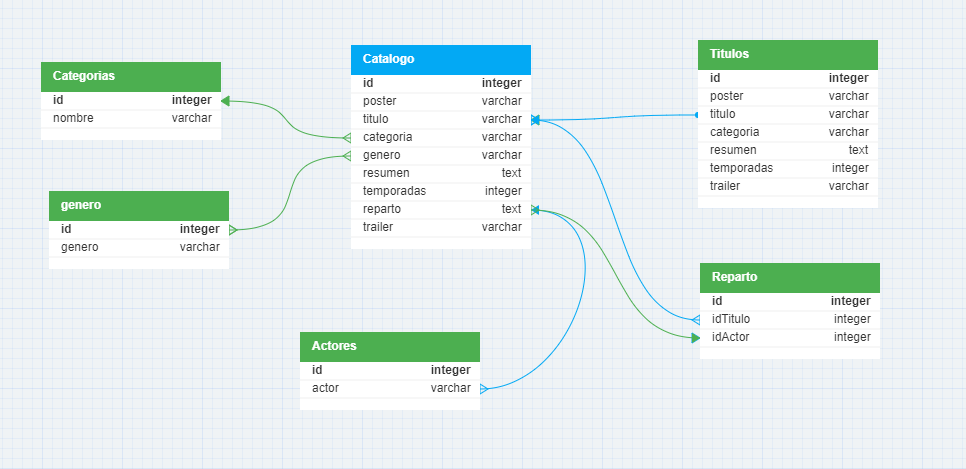 Categorias
id integer
nombre varchar
genero
id integer
genero varchar
Catalogo
id integer
poster varchar
titulo varchar
categoria varchar
genero varchar
resumen text
temporadas integer
reparto text
trailer varchar
Actores
id integer
actor varchar
Titulos
id integer
poster varchar
titulo varchar
categoria varchar
resumen text
temporadas integer
trailer varchar
Reparto
id integer
idTitulo integer
idActor integer